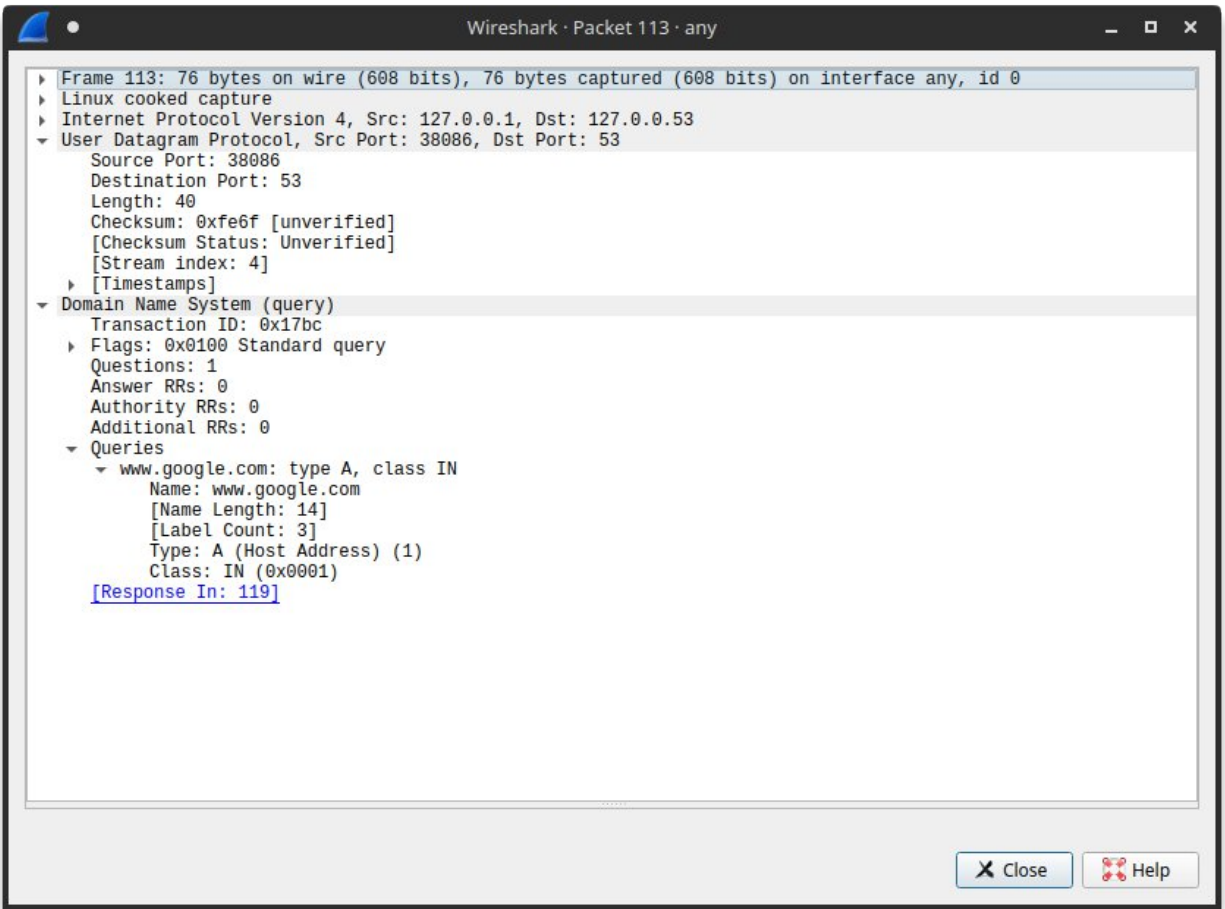 Wireshark · Packet 113 · any
Frame 113: 76 bytes on wire (608 bits), 76 bytes captured (608 bits) on interface any, id 0
Linux cooked capture
Internet Protocol Version 4, Src: 127.0.0.1, Dst: 127.0.0.53
User Datagram Protocol, Src Port: 38086, Dst Port: 53
Source Port: 38086
Destination Port: 53
Length: 40
Checksum: 0xfe6f [unverified]
[Checksum Status: Unverified]
[Stream index: 4]
[Timestamps]
Domain Name System (query)
Transaction ID: 0x17bc
Flags: 0x0100 Standard query
Questions: 1
Answer RRs: 0
Authority RRs: 0
Additional RRs: 0
Queries
www.google.com: type A, class IN
Name: www.google.com
[Name Length: 14]
[Label Count: 3]
Type: A (Host Address) (1)
Class: IN (0x0001)
[Response In: 119]
Close Help